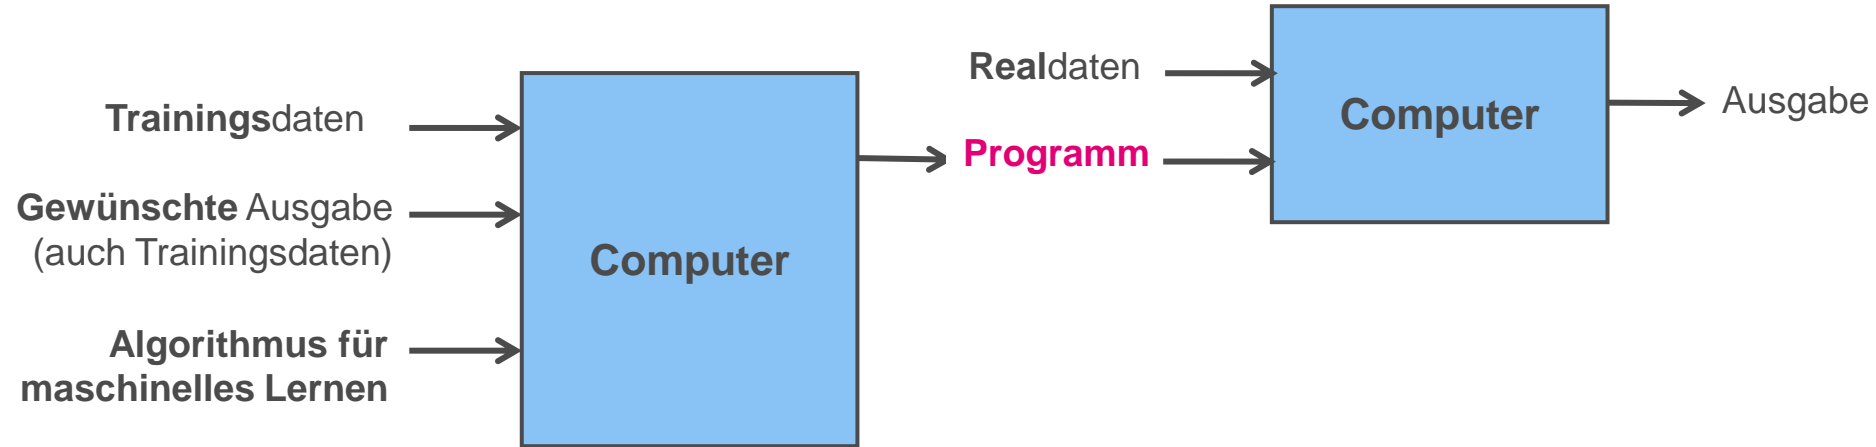 Trainingsdaten
Gewünschte Ausgabe
(auch Trainingsdaten)
Algorithmus für
maschinelles Lernen
Computer
Realdaten
Programm
Computer
Ausgabe